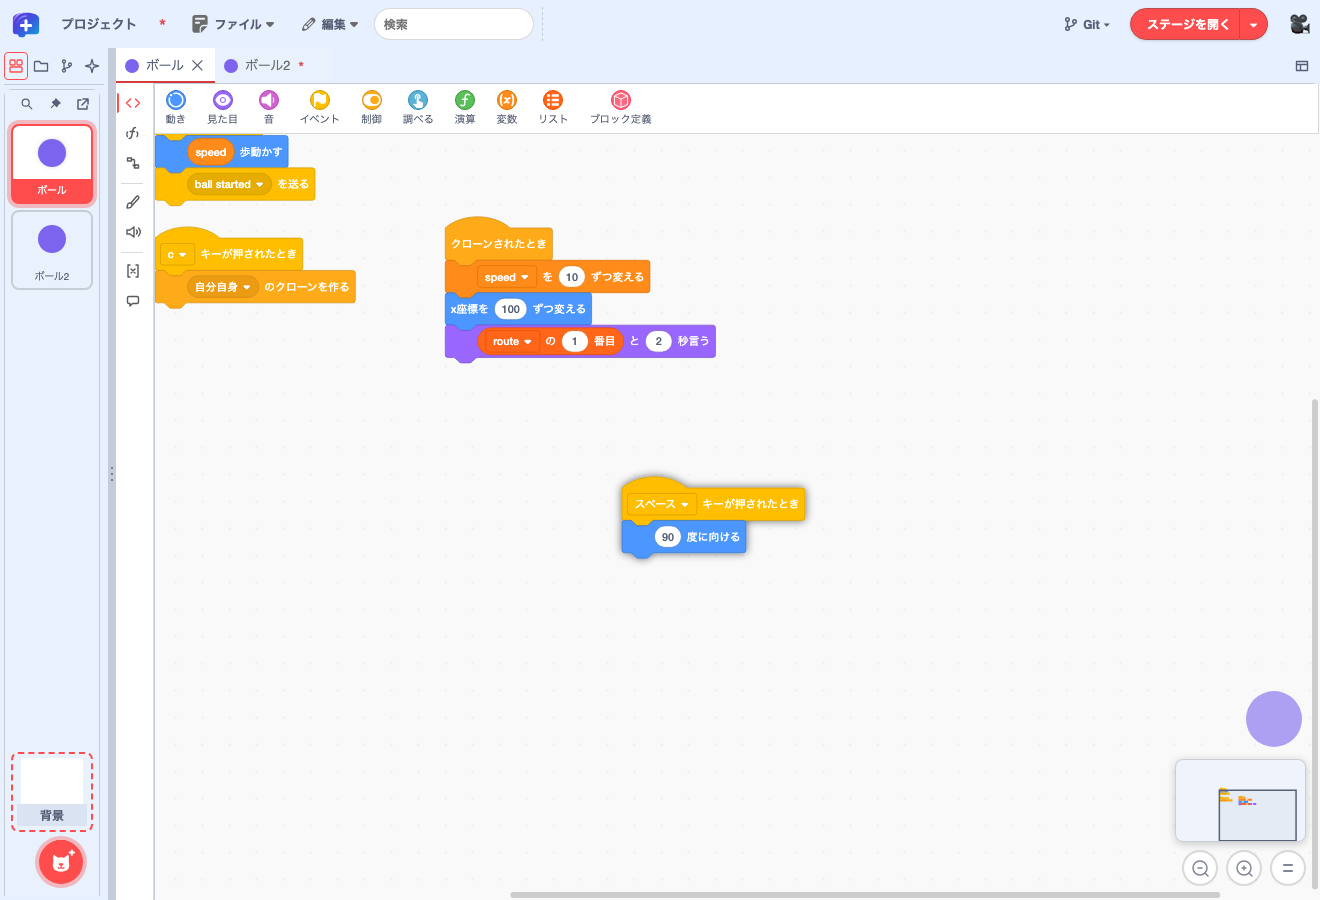 プロジェクト * ファイル 編集 検索 Git ステージを開く
ボール ボール2 *
動き 見た目 音 イベント 制御 調べる 演算 変数 リスト ブロック定義
speed 歩動かす
ball started を送る
c キーが押されたとき
自分自身 のクローンを作る
クローンされたとき
speed を 10 ずつ変える
x座標を 100 ずつ変える
route の 1 番目 と 2 秒言う
スペース キーが押されたとき
90 度に向ける
ボール
ボール2
背景